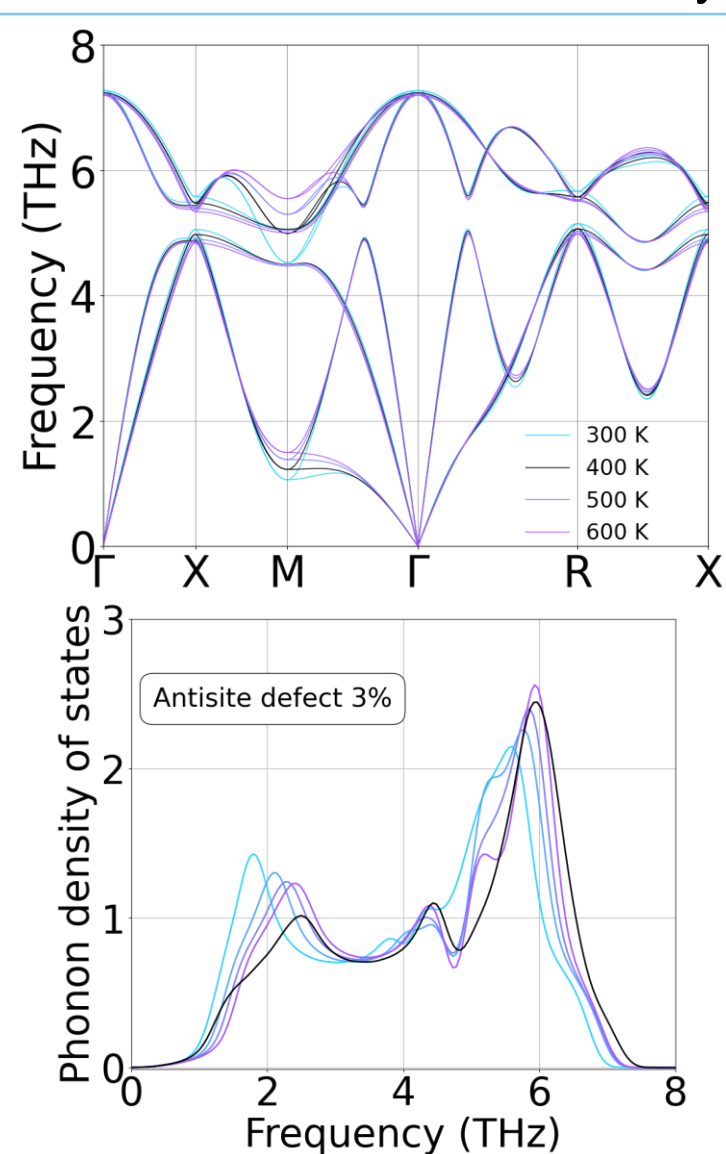 8
6
4
2
0
Frequency (THz)
300 K
400 K
500 K
600 K
Γ X M Γ R X
3
2
1
0
Phonon density of states
Antisite defect 3%
0 2 4 6 8
Frequency (THz)